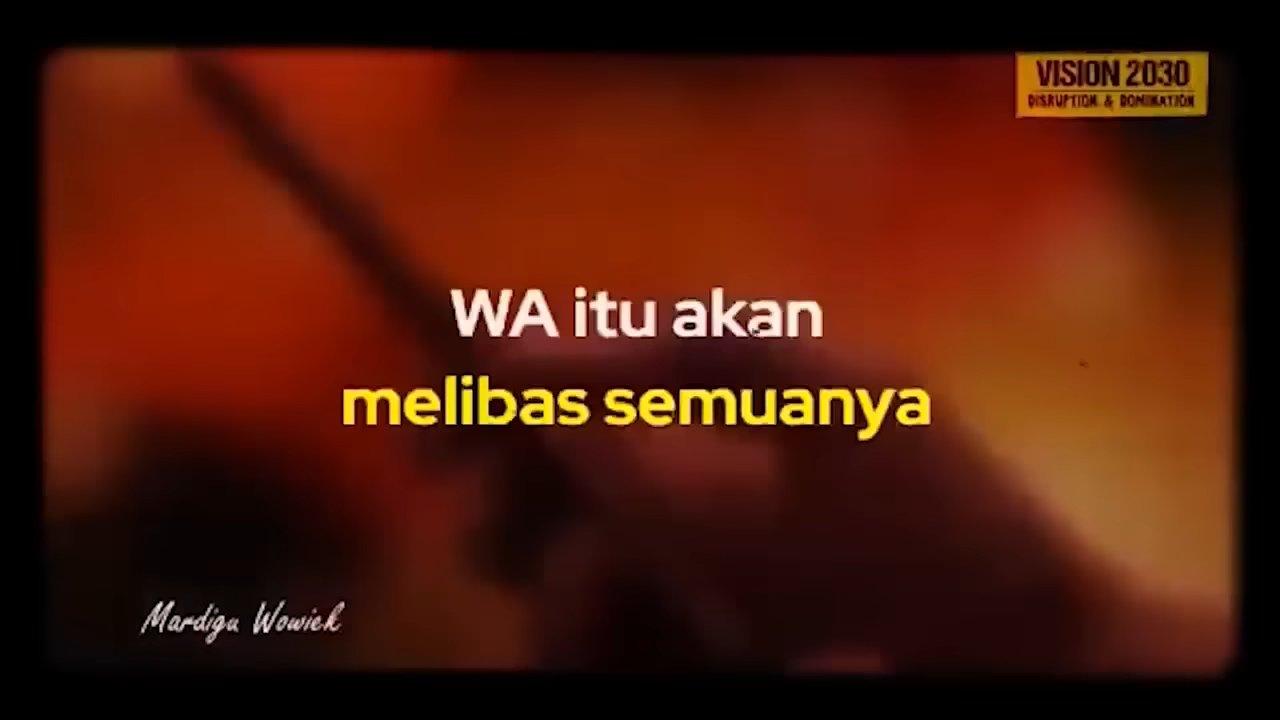 VISION 2030
DISRUPTION & DOMINATION
WA itu akan
melibas semuanya
Mardigu Wowiek